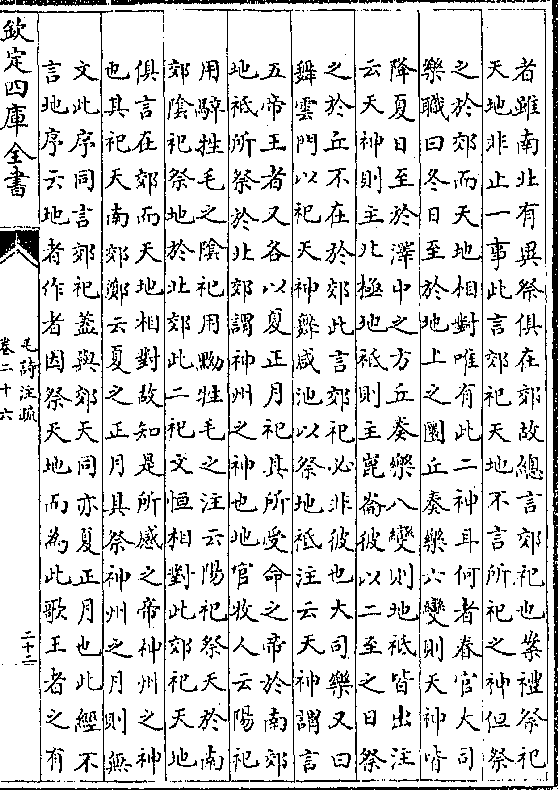 者雖南北有異祭俱在郊故總言郊祀也案禮祭祀
天地非止一事此言郊祀天地不言所祀之神但祭
之於郊而天地相對唯有此二神耳何者春官大司
樂職曰冬日至於地上之圜丘奏樂六變則天神皆
降夏日至於澤中之方丘奏樂八變則地祇皆出注
云天神則主北極地祇則主崑崙彼以二至之日祭
之於丘不在於郊此言郊祀必非彼也大司樂又曰
舞雲門以祀天神舞咸池以祭地祇注云天神謂言
五帝王者又各以夏正月祀其所受命之帝於南郊
地祇所祭於北郊謂神州之神也地官牧人云陽祀
用騂牲毛之陰祀用黝牲毛之注云陽祀祭天於南
郊陰祀祭地於北郊此二祀文恒相對此郊祀天地
俱言在郊而天地相對故知是所感之帝神州之神
也其祀天南郊鄭云夏之正月其祭神州之月則無
文此序同言郊祀蓋與郊天同亦夏正月也此經不
言地序云地者作者因祭天地而為此歌王者之有
欽定四庫全書
毛詩注疏
卷二十六
二十二